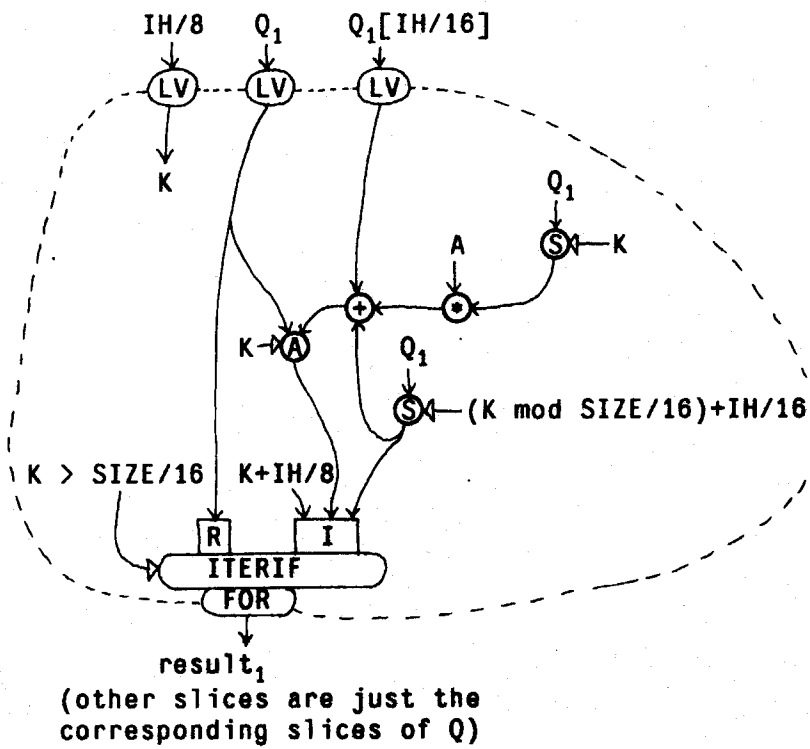 IH/8 Q1 Q1[IH/16]
LV LV LV
K
Q1
S K
A
+ *
K A
Q1
S (K mod SIZE/16)+IH/16
K > SIZE/16 K+IH/8
R I
ITERIF
FOR
result1
(other slices are just the
corresponding slices of Q)